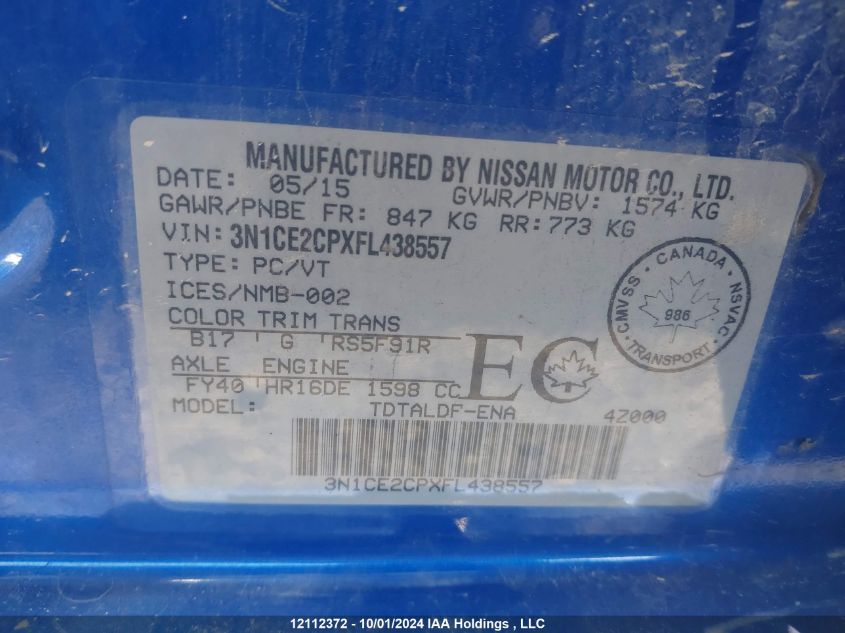 MANUFACTURED BY NISSAN MOTOR CO., LTD.
DATE: 05/15 GVWR/PNBV: 1574 KG
GAWR/PNBE FR: 847 KG RR: 773 KG
VIN: 3N1CE2CPXFL438557
TYPE: PC/VT
ICES/NMB-002
COLOR TRIM TRANS
B17 G RS5F91R
AXLE ENGINE
FY40 HR16DE 1598 CC
MODEL: TDTALDF-ENA 4Z000
EC
CMVSS • CANADA • NSVAC
986
• TRANSPORT •
3N1CE2CPXFL438557
12112372 - 10/01/2024 IAA Holdings , LLC